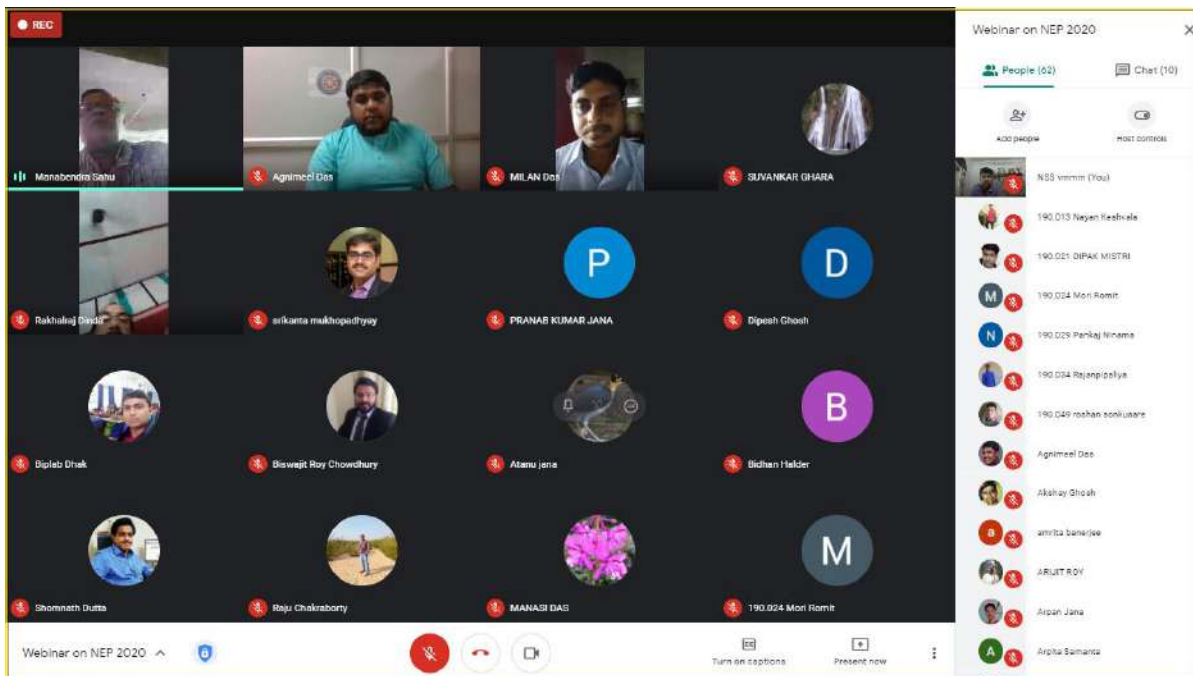 REC
Manabendra Sahu
Agnimeel Das
MILAN Das
SUVANKAR GHARA
Rakhalraj Dinda
srikanta mukhopadhyay
P
PRANAB KUMAR JANA
D
Dipesh Ghosh
Biplab Dhak
Biswajit Roy Chowdhury
Atanu jana
B
Bidhan Halder
Shomnath Dutta
Raju Chakraborty
MANASI DAS
M
190.024 Mori Romit
Webinar on NEP 2020
Turn on captions
Present now
Webinar on NEP 2020
People (62)
Chat (10)
Add people
Host controls
NSS vmmm (You)
190.013 Nayan Keshvala
190.021 DIPAK MISTRI
M
190.024 Mori Romit
N
190.029 Pankaj Ninama
190.034 Rajanpipaliya
190.049 roshan sonkusare
Agnimeel Das
Akshay Ghosh
a
amrita banerjee
ARIJIT ROY
Arpan Jana
A
Arpita Samanta